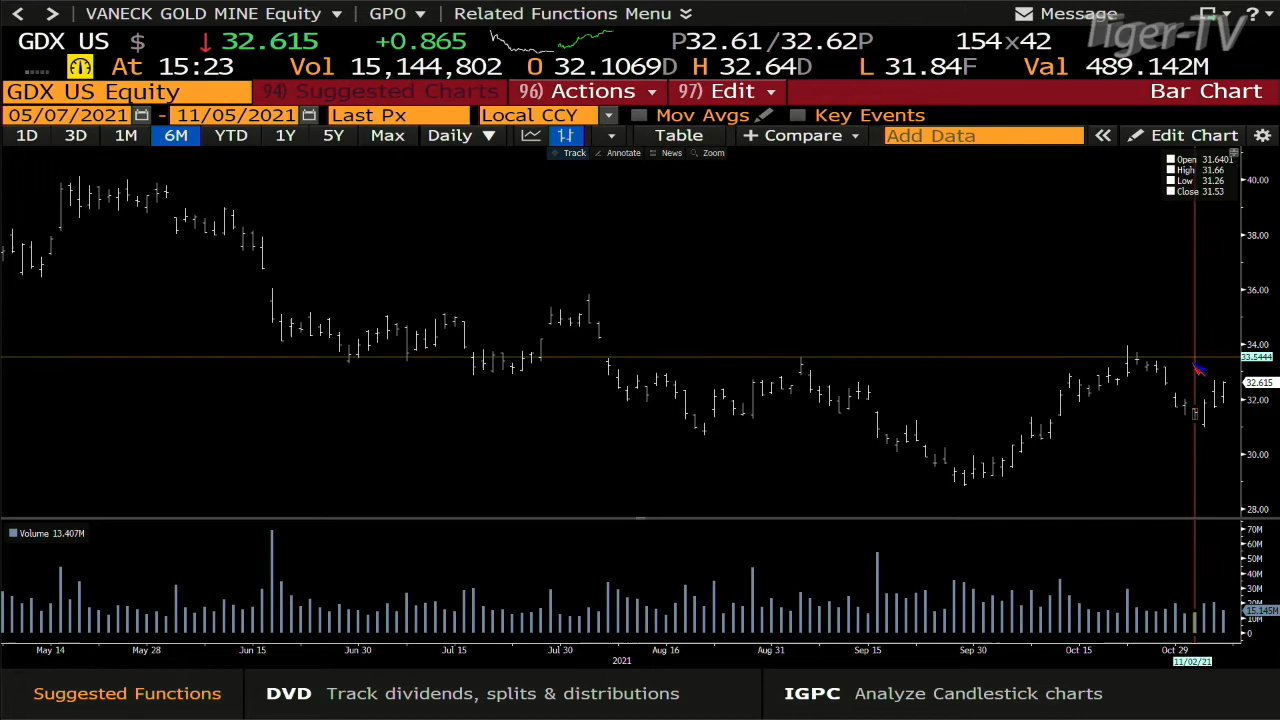 < > VANECK GOLD MINE Equity GPO Related Functions Menu Message ?
Tiger-TV
GDX US $ ↓ 32.615 +0.865 P32.61/32.62P 154x42
At 15:23 Vol 15,144,802 O 32.1069D H 32.64D L 31.84F Val 489.142M
GDX US Equity 94) Suggested Charts 96) Actions 97) Edit Bar Chart
05/07/2021 - 11/05/2021 Last Px Local CCY Mov Avgs Key Events
1D 3D 1M 6M YTD 1Y 5Y Max Daily ▼ Table + Compare Add Data « Edit Chart
Track Annotate News Zoom
Open 31.6401
High 31.66
Low 31.26
Close 31.53
40.00
38.00
36.00
34.00
33.5444
32.615
32.00
30.00
28.00
Volume 13.407M
70M
60M
50M
40M
30M
20M
15.145M
10M
0
May 14 May 28 Jun 15 Jun 30 Jul 15 Jul 30 Aug 16 Aug 31 Sep 15 Sep 30 Oct 15 Oct 29
2021 11/02/21
Suggested Functions DVD Track dividends, splits & distributions IGPC Analyze Candlestick charts